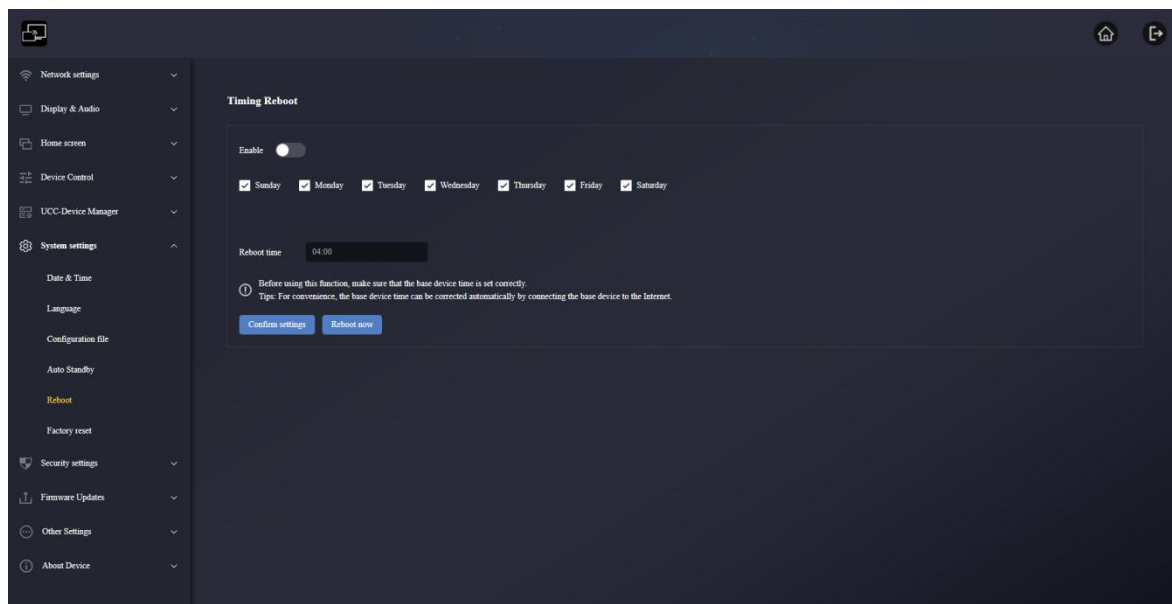 Network settings
Display & Audio
Home screen
Device Control
UCC-Device Manager
System settings
Date & Time
Language
Configuration file
Auto Standby
Reboot
Factory reset
Security settings
Firmware Updates
Other Settings
About Device
Timing Reboot
Enable
Sunday Monday Tuesday Wednesday Thursday Friday Saturday
Reboot time 04:00
Before using this function, make sure that the base device time is set correctly.
Tips: For convenience, the base device time can be corrected automatically by connecting the base device to the Internet.
Confirm settings Reboot now